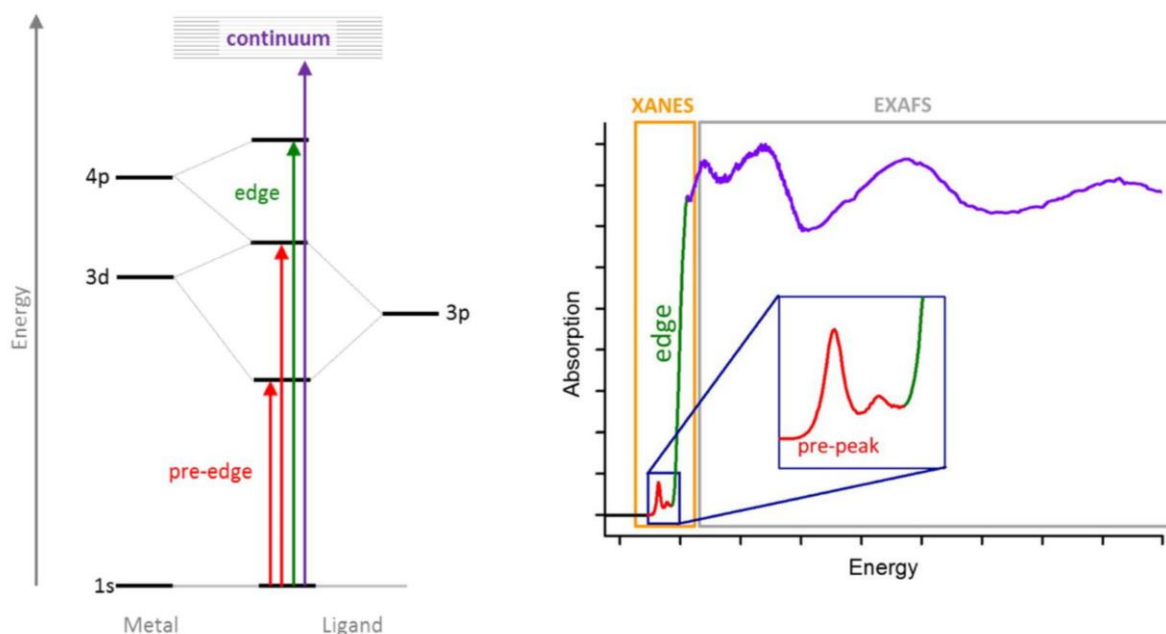 Energy
continuum
4p
edge
3d
3p
pre-edge
1s
Metal
Ligand
XANES
EXAFS
Absorption
edge
pre-peak
Energy